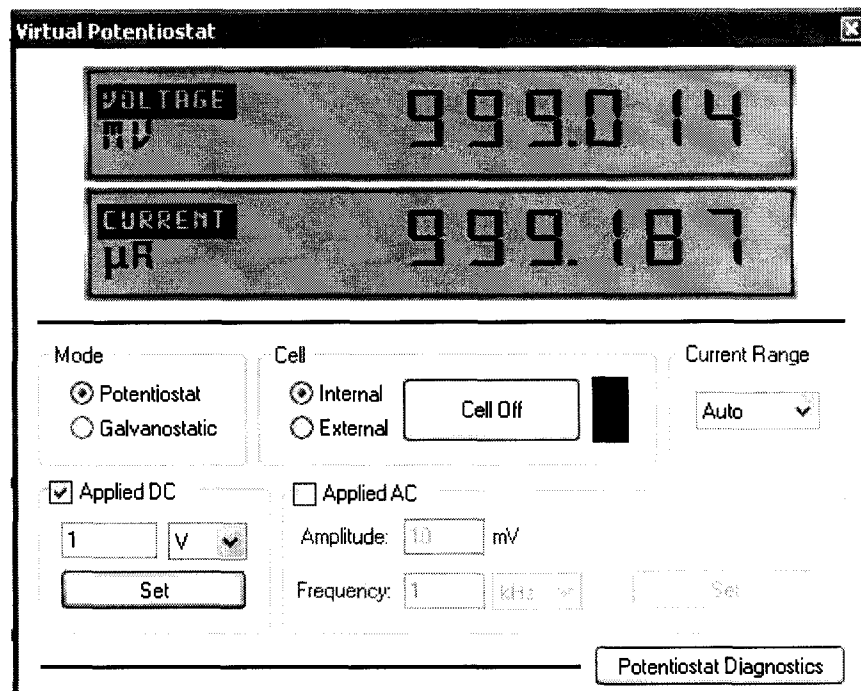 Virtual Potentiostat
VOLTAGE
mV
999.014
CURRENT
µA
999.187
Mode
Potentiostat
Galvanostatic
Cell
Internal
External
Cell Off
Current Range
Auto
Applied DC
1 V
Set
Applied AC
Amplitude: 10 mV
Frequency: 1 kHz
Set
Potentiostat Diagnostics